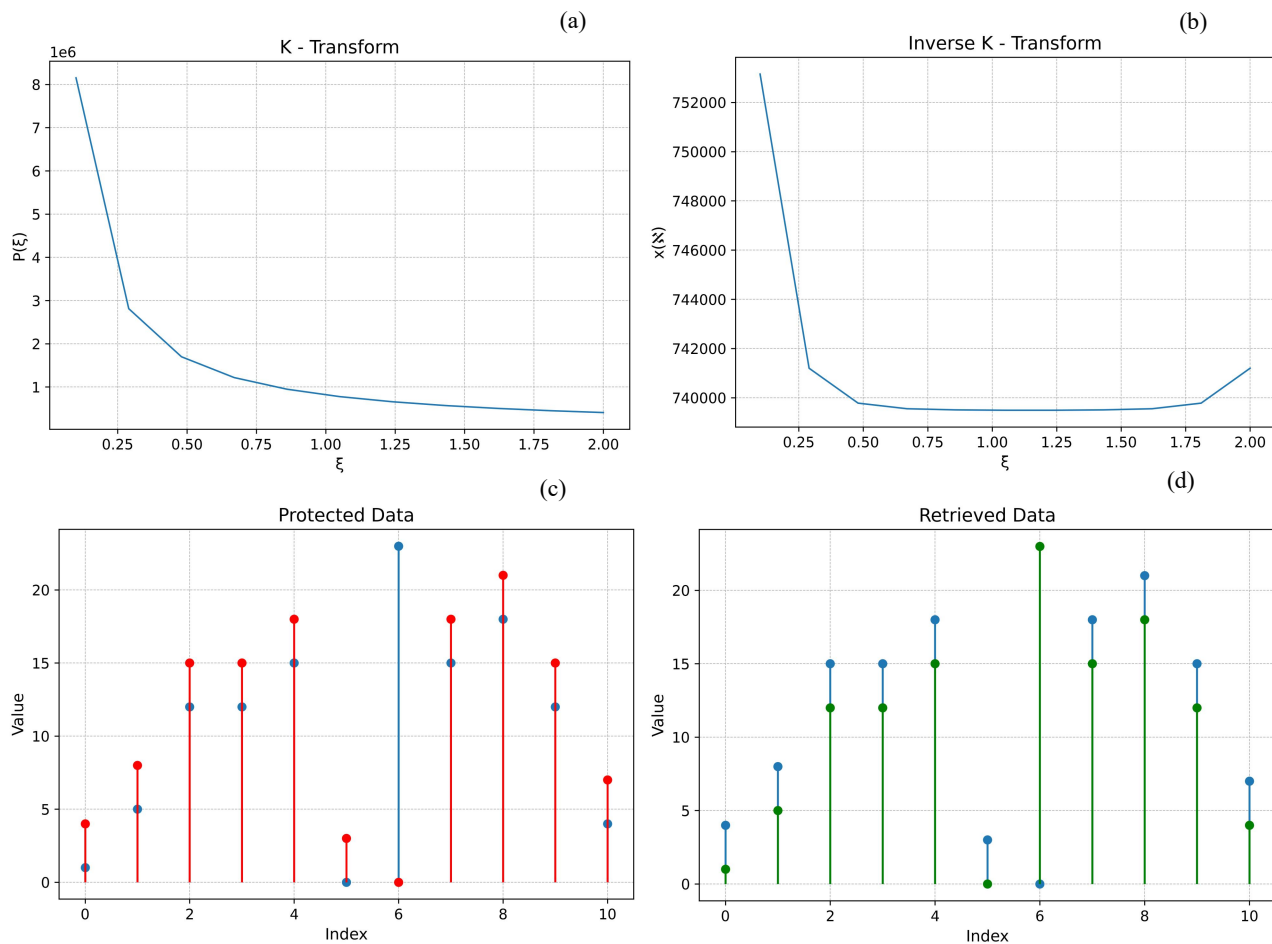 (a)
K - Transform
1e6
8
7
6
5
4
3
2
1
P(ξ)
0.25 0.50 0.75 1.00 1.25 1.50 1.75 2.00
ξ
(b)
Inverse K - Transform
752000
750000
748000
746000
744000
742000
740000
x(ℵ)
0.25 0.50 0.75 1.00 1.25 1.50 1.75 2.00
ξ
(c)
Protected Data
20
15
10
5
0
Value
0 2 4 6 8 10
Index
(d)
Retrieved Data
20
15
10
5
0
Value
0 2 4 6 8 10
Index